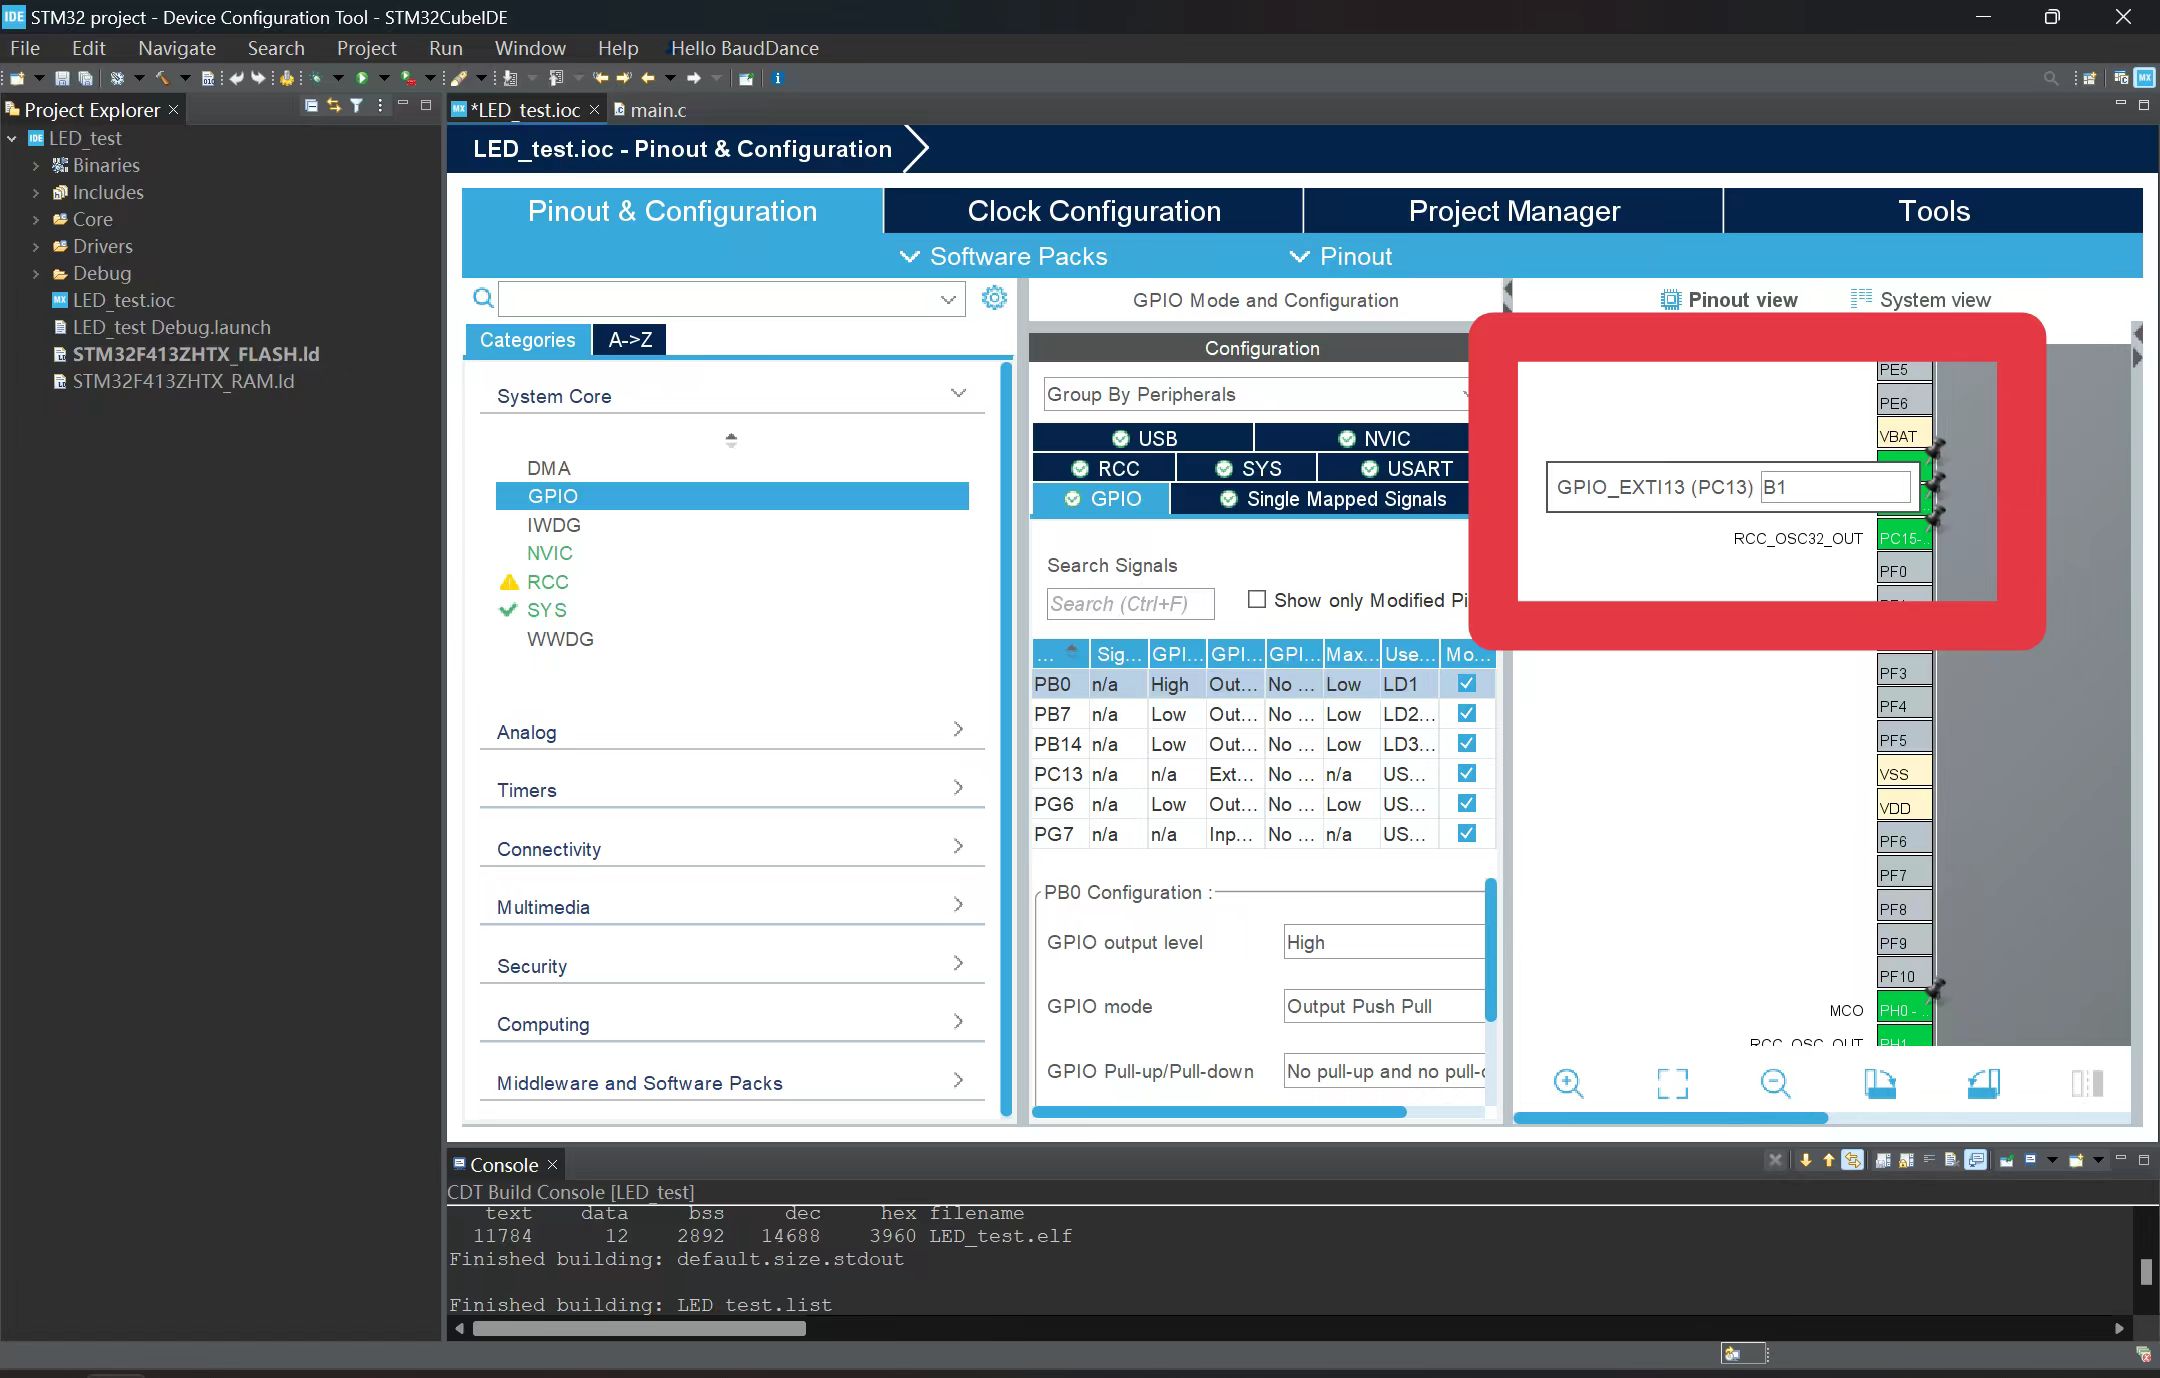 STM32 project - Device Configuration Tool - STM32CubeIDE
File Edit Navigate Search Project Run Window Help Hello BaudDance
Project Explorer
LED_test
Binaries
Includes
Core
Drivers
Debug
LED_test.ioc
LED_test Debug.launch
STM32F413ZHTX_FLASH.ld
STM32F413ZHTX_RAM.ld
*LED_test.ioc main.c
LED_test.ioc - Pinout & Configuration
Pinout & Configuration Clock Configuration Project Manager Tools
Software Packs Pinout
Categories A->Z
System Core
DMA
GPIO
IWDG
NVIC
RCC
SYS
WWDG
Analog
Timers
Connectivity
Multimedia
Security
Computing
Middleware and Software Packs
GPIO Mode and Configuration
Configuration
Group By Peripherals
USB NVIC
RCC SYS USART
GPIO Single Mapped Signals
Search Signals
Search (Ctrl+F) Show only Modified Pi
... Sig... GPI... GPI... GPI... Max... Use... Mo...
PB0 n/a High Out... No ... Low LD1
PB7 n/a Low Out... No ... Low LD2...
PB14 n/a Low Out... No ... Low LD3...
PC13 n/a n/a Ext... No ... n/a US...
PG6 n/a Low Out... No ... Low US...
PG7 n/a n/a Inp... No ... n/a US...
PB0 Configuration :
GPIO output level High
GPIO mode Output Push Pull
GPIO Pull-up/Pull-down No pull-up and no pull-
Pinout view System view
PE5
PE6
VBAT
GPIO_EXTI13 (PC13) B1
RCC_OSC32_OUT PC15-..
PF0
PF3
PF4
PF5
VSS
VDD
PF6
PF7
PF8
PF9
PF10
MCO PH0 - ..
RCC_OSC_OUT PH1
Console
CDT Build Console [LED_test]
text data bss dec hex filename
11784 12 2892 14688 3960 LED_test.elf
Finished building: default.size.stdout
Finished building: LED_test.list